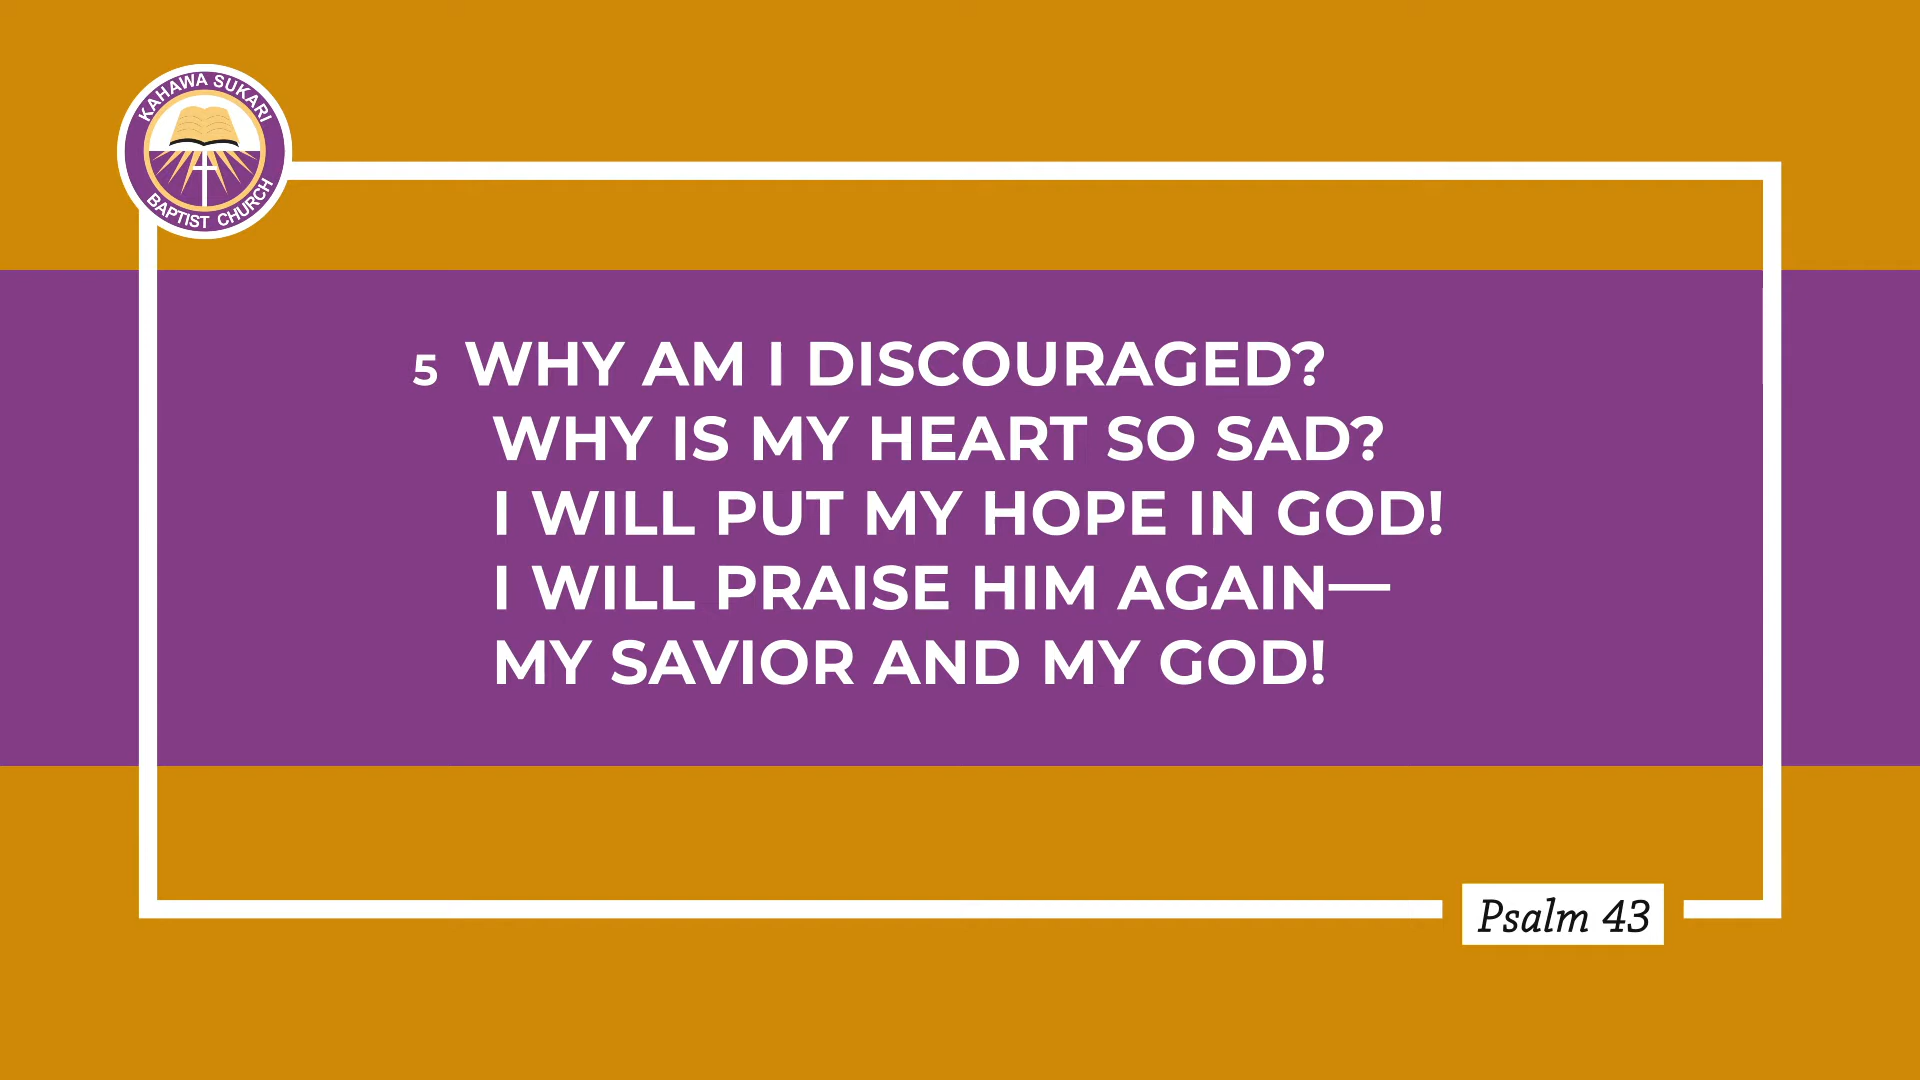 KAHAWA SUKARI
BAPTIST CHURCH
5 WHY AM I DISCOURAGED?
WHY IS MY HEART SO SAD?
I WILL PUT MY HOPE IN GOD!
I WILL PRAISE HIM AGAIN—
MY SAVIOR AND MY GOD!
Psalm 43